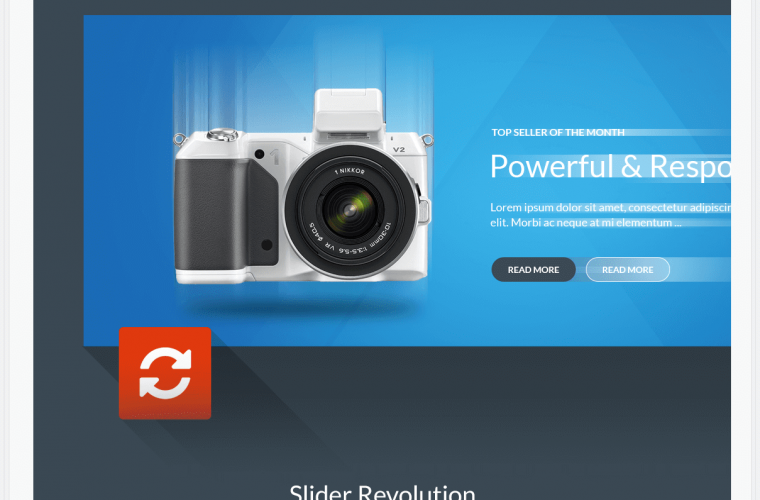 V2
1 NIKKOR
10-30mm 1:3.5-5.6 VR ⌀40.5
TOP SELLER OF THE MONTH
Powerful & Respo
Lorem ipsum dolor sit amet, consectetur adipiscin
elit. Morbi ac neque at mi elementum ...
READ MORE
READ MORE
Slider Revolution